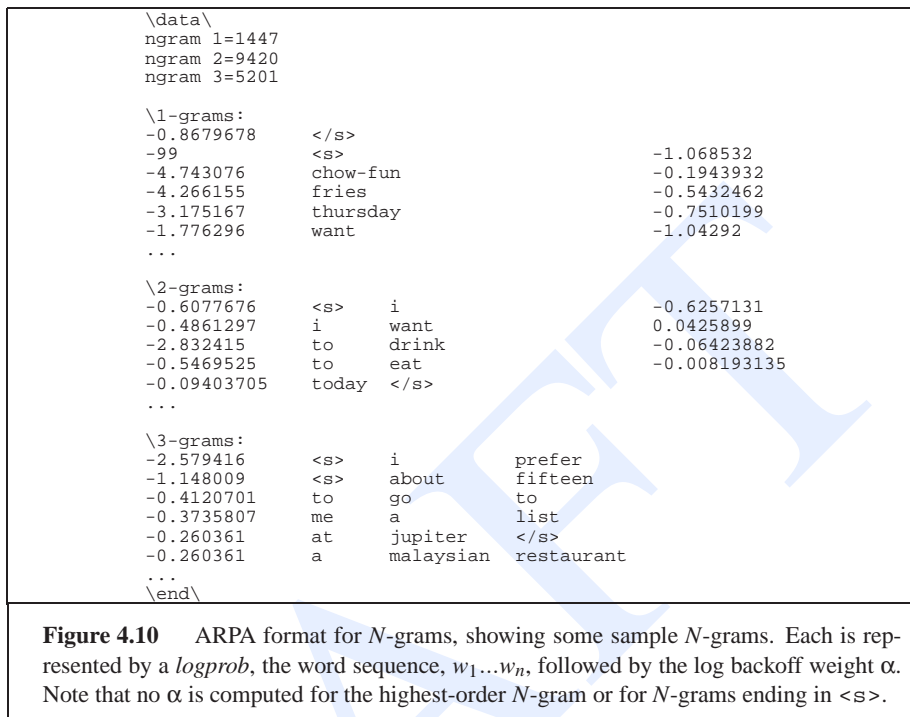 \data\
ngram 1=1447
ngram 2=9420
ngram 3=5201
\1-grams:
-0.8679678 </s>
-99 <s> -1.068532
-4.743076 chow-fun -0.1943932
-4.266155 fries -0.5432462
-3.175167 thursday -0.7510199
-1.776296 want -1.04292
...
\2-grams:
-0.6077676 <s> i -0.6257131
-0.4861297 i want 0.0425899
-2.832415 to drink -0.06423882
-0.5469525 to eat -0.008193135
-0.09403705 today </s>
...
\3-grams:
-2.579416 <s> i prefer
-1.148009 <s> about fifteen
-0.4120701 to go to
-0.3735807 me a list
-0.260361 at jupiter </s>
-0.260361 a malaysian restaurant
...
\end\
Figure 4.10 ARPA format for N-grams, showing some sample N-grams. Each is rep-
resented by a logprob, the word sequence, w1...wn, followed by the log backoff weight α.
Note that no α is computed for the highest-order N-gram or for N-grams ending in <s>.